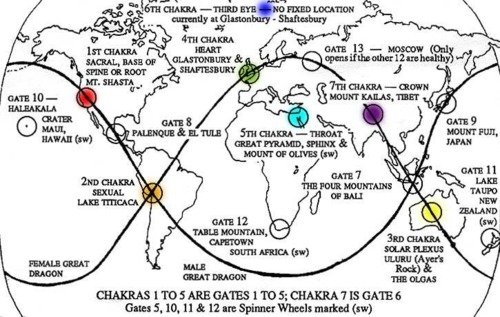 6TH CHAKRA — THIRD EYE — NO FIXED LOCATION
currently at Glastonbury - Shaftesbury
4TH CHAKRA
HEART
GLASTONBURY &
SHAFTESBURY
GATE 13 — MOSCOW (Only
opens if the other 12 are healthy)
1ST CHAKRA
SACRAL, BASE OF
SPINE OR ROOT
MT. SHASTA
7TH CHAKRA — CROWN
MOUNT KAILAS, TIBET
GATE 10 —
HALEAKALA
CRATER
MAUI,
HAWAII (sw)
GATE 8
PALENQUE & EL TULE
5TH CHAKRA — THROAT
GREAT PYRAMID, SPHINX &
MOUNT OF OLIVES (sw)
GATE 9
MOUNT FUJI,
JAPAN
2ND CHAKRA
SEXUAL
LAKE TITICACA
GATE 7
THE FOUR MOUNTAINS
OF BALI
GATE 11
LAKE
TAUPO
NEW
ZEALAND
(sw)
GATE 12
TABLE MOUNTAIN,
CAPETOWN
SOUTH AFRICA (sw)
3RD CHAKRA
SOLAR PLEXUS
ULURU (Ayer's
Rock) &
THE OLGAS
FEMALE GREAT
DRAGON
MALE
GREAT DRAGON
CHAKRAS 1 TO 5 ARE GATES 1 TO 5; CHAKRA 7 IS GATE 6
Gates 5, 10, 11 & 12 are Spinner Wheels marked (sw)